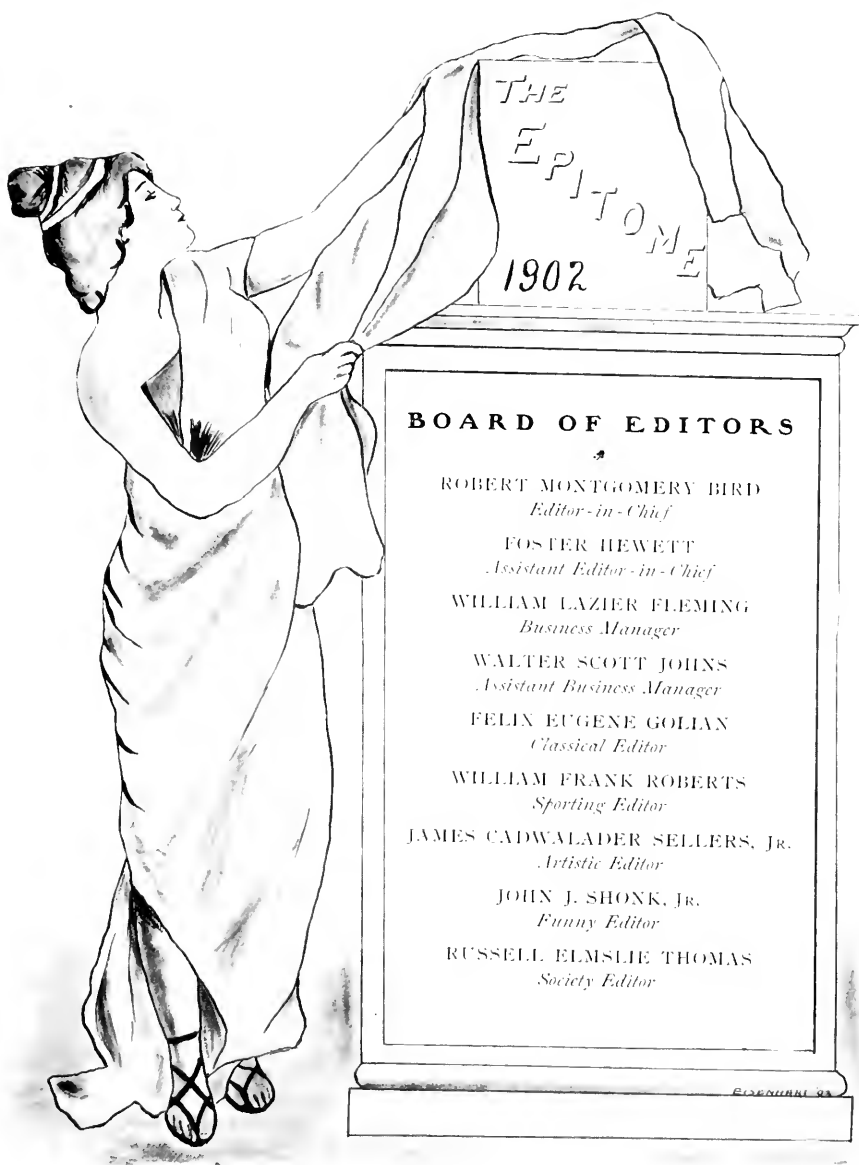 THE
EPITOME
1902
BOARD OF EDITORS
ROBERT MONTGOMERY BIRD
Editor-in-Chief
FOSTER HEWETT
Assistant Editor-in-Chief
WILLIAM LAZIER FLEMING
Business Manager
WALTER SCOTT JOHNS
Assistant Business Manager
FELIX EUGENE GOLIAN
Classical Editor
WILLIAM FRANK ROBERTS
Sporting Editor
JAMES CADWALADER SELLERS, JR.
Artistic Editor
JOHN J. SHONK, JR.
Funny Editor
RUSSELL ELMSLIE THOMAS
Society Editor